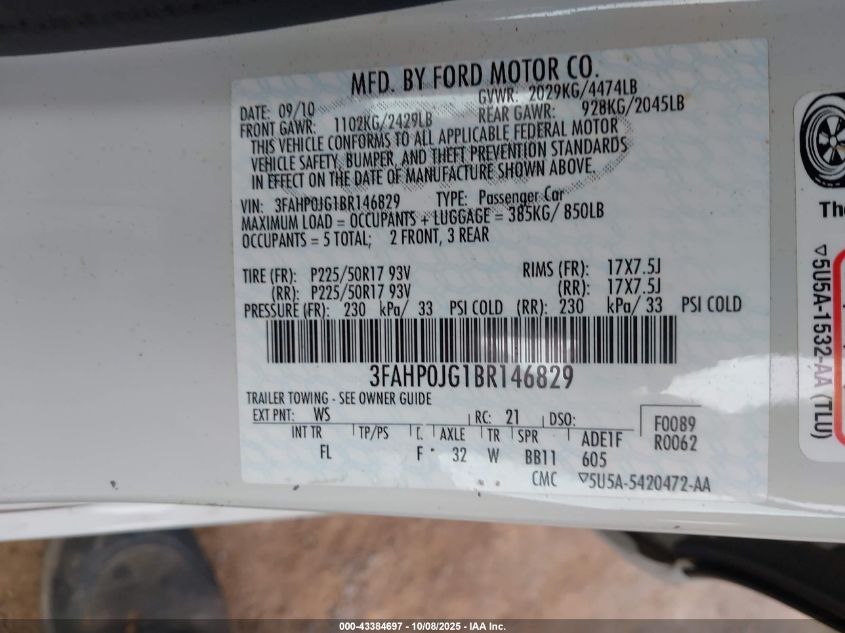 MFD. BY FORD MOTOR CO.
DATE: 09/10 GVWR: 2029KG/4474LB
FRONT GAWR: 1102KG/2429LB REAR GAWR: 928KG/2045LB
THIS VEHICLE CONFORMS TO ALL APPLICABLE FEDERAL MOTOR
VEHICLE SAFETY, BUMPER, AND THEFT PREVENTION STANDARDS
IN EFFECT ON THE DATE OF MANUFACTURE SHOWN ABOVE.
VIN: 3FAHP0JG1BR146829 TYPE: Passenger Car
MAXIMUM LOAD = OCCUPANTS + LUGGAGE = 385KG/ 850LB
OCCUPANTS = 5 TOTAL; 2 FRONT, 3 REAR
TIRE (FR): P225/50R17 93V RIMS (FR): 17X7.5J
(RR): P225/50R17 93V (RR): 17X7.5J
PRESSURE (FR): 230 kPa/ 33 PSI COLD (RR): 230 kPa/ 33 PSI COLD
3FAHP0JG1BR146829
TRAILER TOWING - SEE OWNER GUIDE
EXT PNT: WS RC: 21 DSO: F0089
INT TR TP/PS AXLE TR SPR ADE1F R0062
FL F 32 W BB11 605
CMC ▽5U5A-5420472-AA
▽5U5A-1532-AA (TLU)
000-43384697 | 10/08/2025 - IAA Inc.